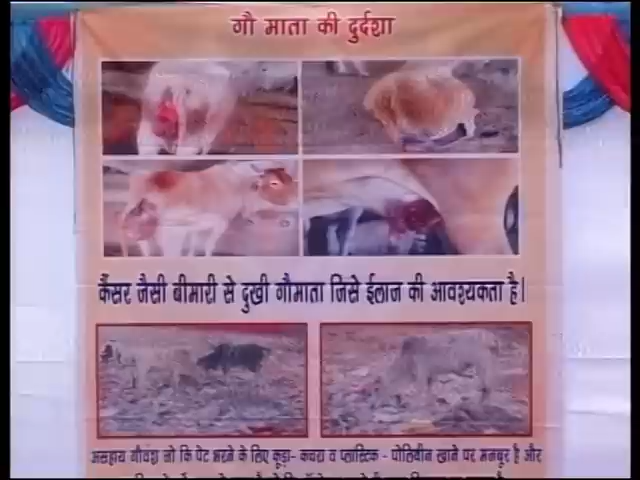 गौ माता की दुर्दशा
कैंसर जैसी बीमारी से दुखी गौमाता जिसे ईलाज की आवश्यकता है।
असहाय गौवंश जो कि पेट भरने के लिए कूड़ा- कचरा व प्लास्टिक - पोलिथीन खाने पर मजबूर है और